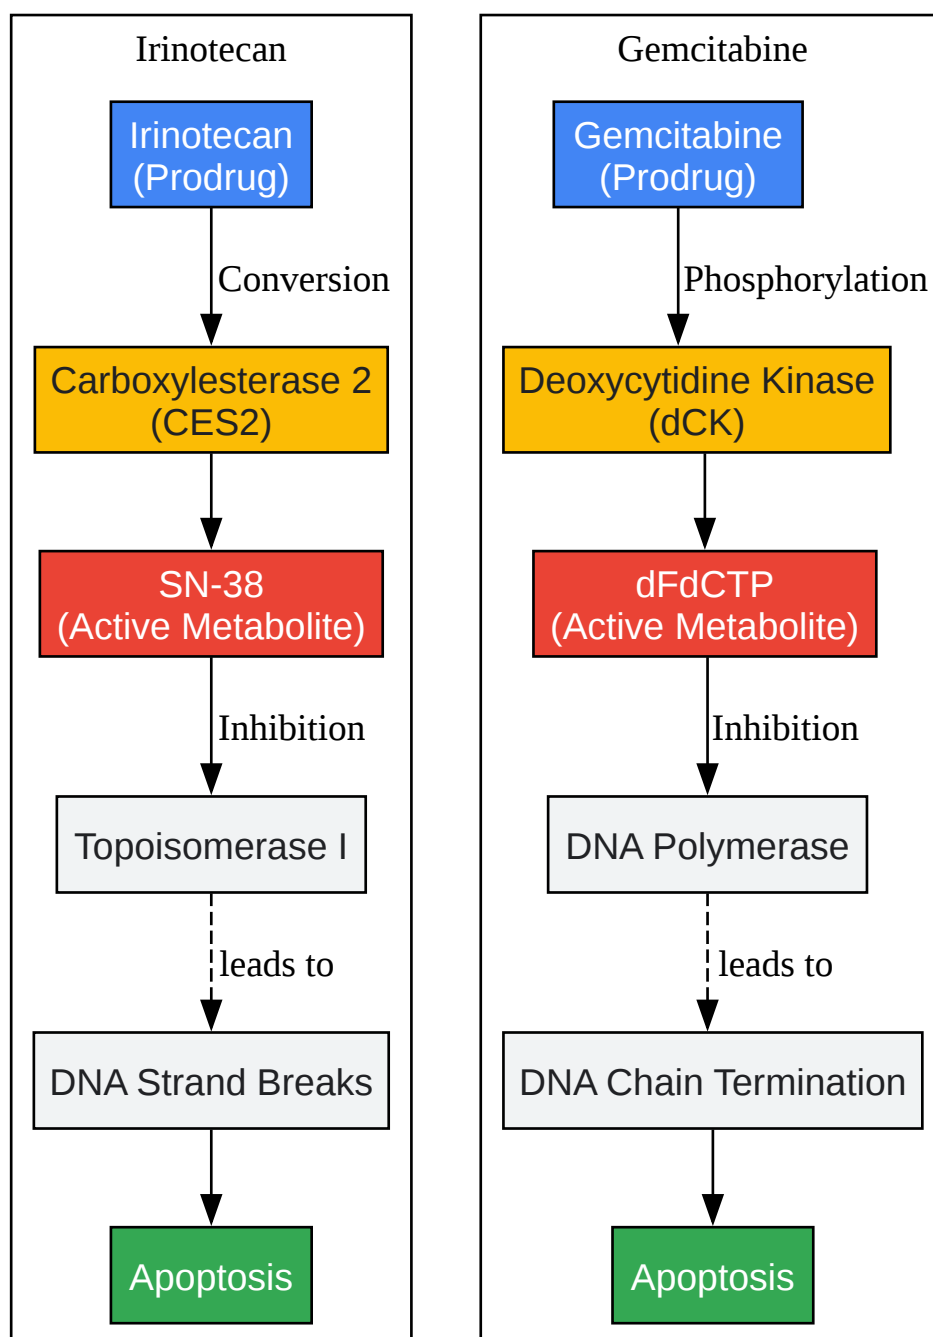 Irinotecan
Irinotecan
(Prodrug)
Conversion
Carboxylesterase 2
(CES2)
SN-38
(Active Metabolite)
Inhibition
Topoisomerase I
leads to
DNA Strand Breaks
Apoptosis
Gemcitabine
Gemcitabine
(Prodrug)
Phosphorylation
Deoxycytidine Kinase
(dCK)
dFdCTP
(Active Metabolite)
Inhibition
DNA Polymerase
leads to
DNA Chain Termination
Apoptosis